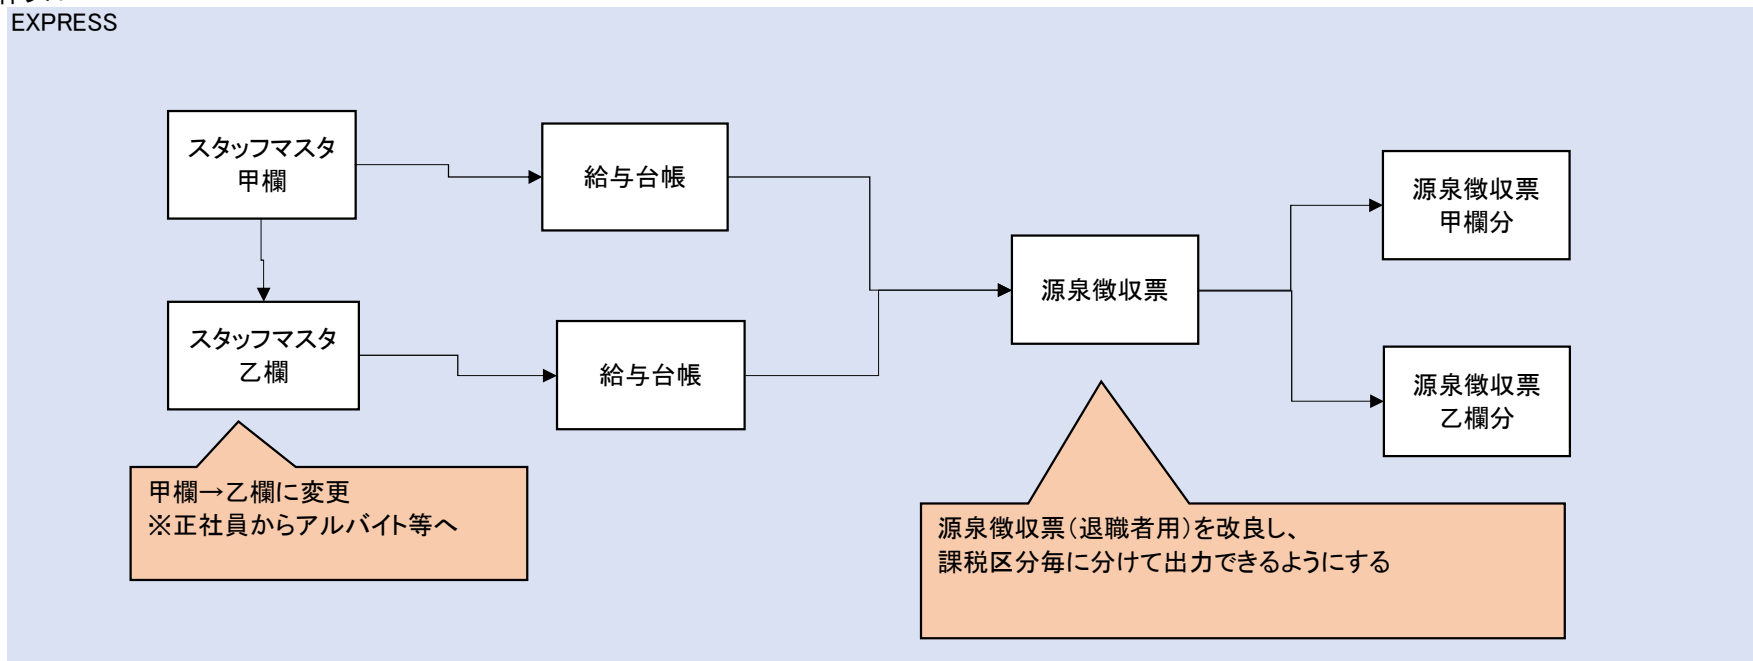 EXPRESS
スタッフマスタ
甲欄
給与台帳
源泉徴収票
甲欄分
源泉徴収票
スタッフマスタ
乙欄
給与台帳
源泉徴収票
乙欄分
甲欄→乙欄に変更
※正社員からアルバイト等へ
源泉徴収票(退職者用)を改良し、
課税区分毎に分けて出力できるようにする